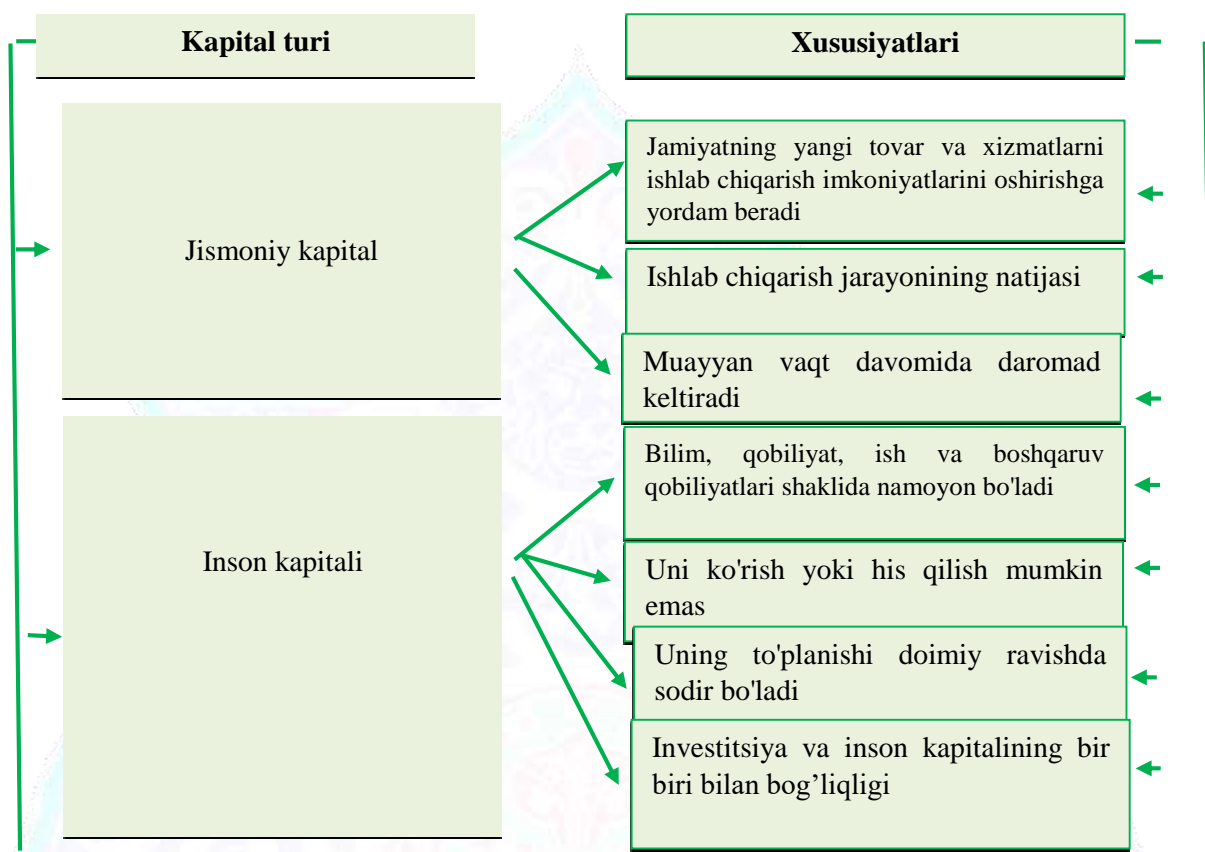 Kapital turi
Xususiyatlari
Jismoniy kapital
Jamiyatning yangi tovar va xizmatlarni
ishlab chiqarish imkoniyatlarini oshirishga
yordam beradi
Ishlab chiqarish jarayonining natijasi
Muayyan vaqt davomida daromad
keltiradi
Inson kapitali
Bilim, qobiliyat, ish va boshqaruv
qobiliyatlari shaklida namoyon bo'ladi
Uni ko'rish yoki his qilish mumkin
emas
Uning to'planishi doimiy ravishda
sodir bo'ladi
Investitsiya va inson kapitalining bir
biri bilan bog’liqligi